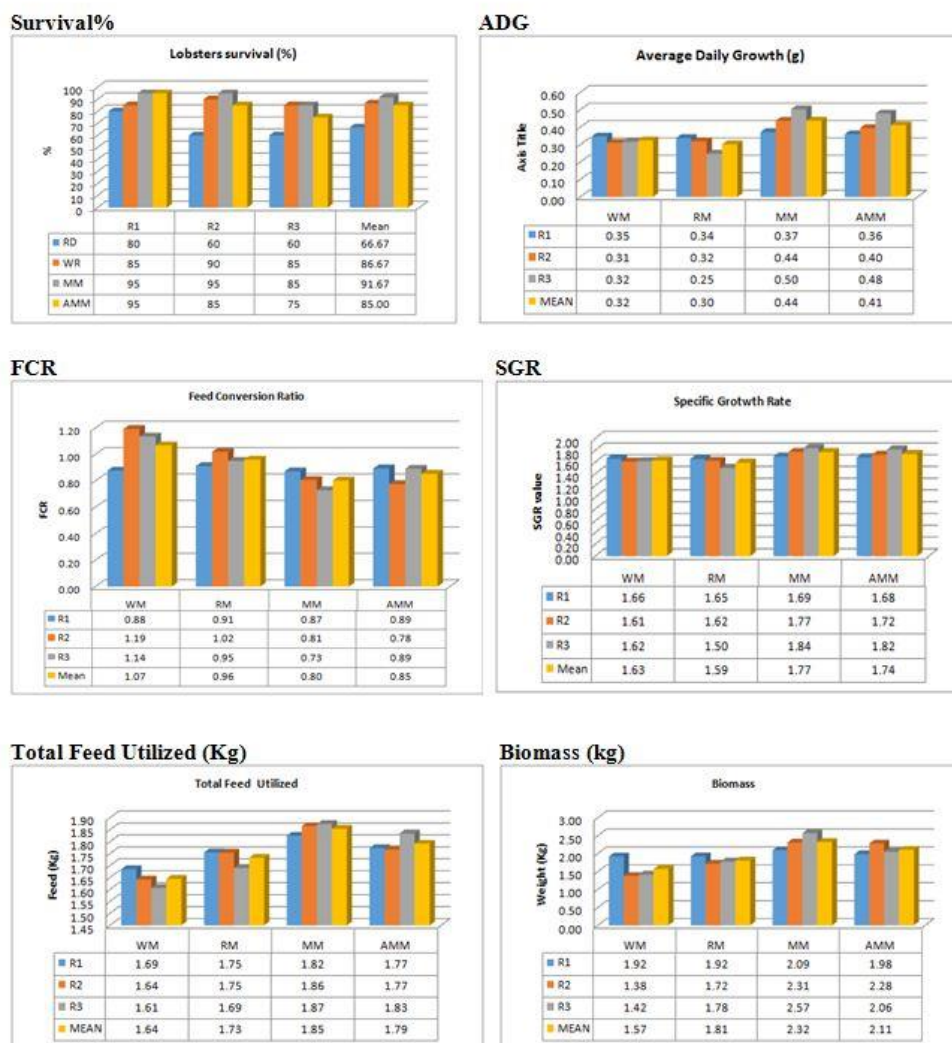 Survival%
Lobsters survival (%)
100
90
80
70
60
50
40
30
20
10
0
%
R1 R2 R3 Mean
RD 80 60 60 66.67
WR 85 90 85 86.67
MM 95 95 85 91.67
AMM 95 85 75 85.00
ADG
Average Daily Growth (g)
0.60
0.50
0.40
0.30
0.20
0.10
0.00
Axis Title
WM RM MM AMM
R1 0.35 0.34 0.37 0.36
R2 0.31 0.32 0.44 0.40
R3 0.32 0.25 0.50 0.48
MEAN 0.32 0.30 0.44 0.41
FCR
Feed Conversion Ratio
1.20
1.00
0.80
0.60
0.40
0.20
0.00
FCR
WM RM MM AMM
R1 0.88 0.91 0.87 0.89
R2 1.19 1.02 0.81 0.78
R3 1.14 0.95 0.73 0.89
Mean 1.07 0.96 0.80 0.85
SGR
Specific Grotwth Rate
2.00
1.80
1.60
1.40
1.20
1.00
0.80
0.60
0.40
0.20
0.00
SGR value
WM RM MM AMM
R1 1.66 1.65 1.69 1.68
R2 1.61 1.62 1.77 1.72
R3 1.62 1.50 1.84 1.82
Mean 1.63 1.59 1.77 1.74
Total Feed Utilized (Kg)
Total Feed Utilized
1.90
1.85
1.80
1.75
1.70
1.65
1.60
1.55
1.50
1.45
Feed (Kg)
WM RM MM AMM
R1 1.69 1.75 1.82 1.77
R2 1.64 1.75 1.86 1.77
R3 1.61 1.69 1.87 1.83
MEAN 1.64 1.73 1.85 1.79
Biomass (kg)
Biomass
3.00
2.50
2.00
1.50
1.00
0.50
0.00
Weight (Kg)
WM RM MM AMM
R1 1.92 1.92 2.09 1.98
R2 1.38 1.72 2.31 2.28
R3 1.42 1.78 2.57 2.06
MEAN 1.57 1.81 2.32 2.11